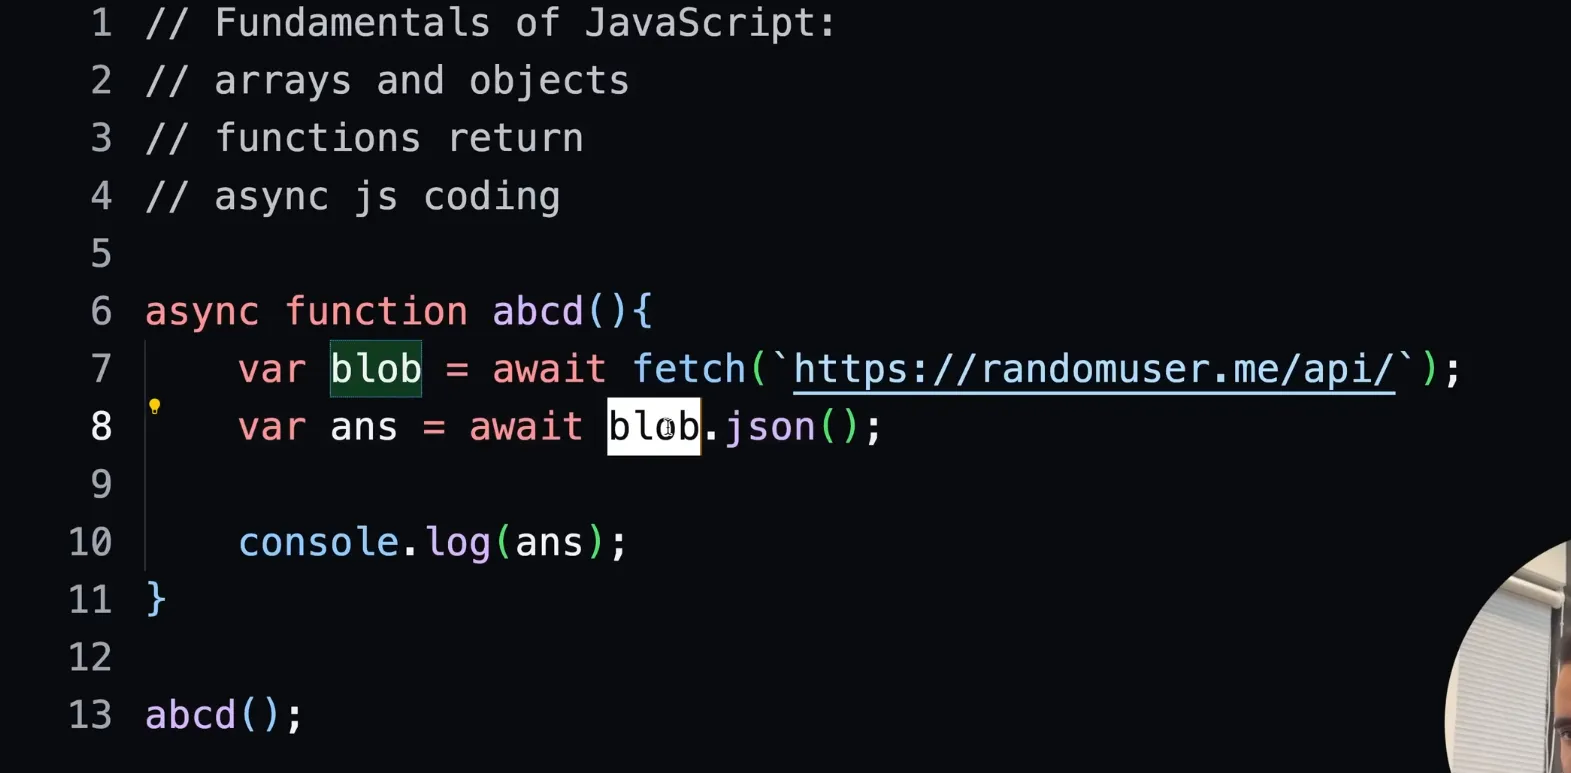 1 // Fundamentals of JavaScript:
2 // arrays and objects
3 // functions return
4 // async js coding
5
6 async function abcd(){
7 var blob = await fetch(`https://randomuser.me/api/`);
8 var ans = await blob.json();
9
10 console.log(ans);
11 }
12
13 abcd();